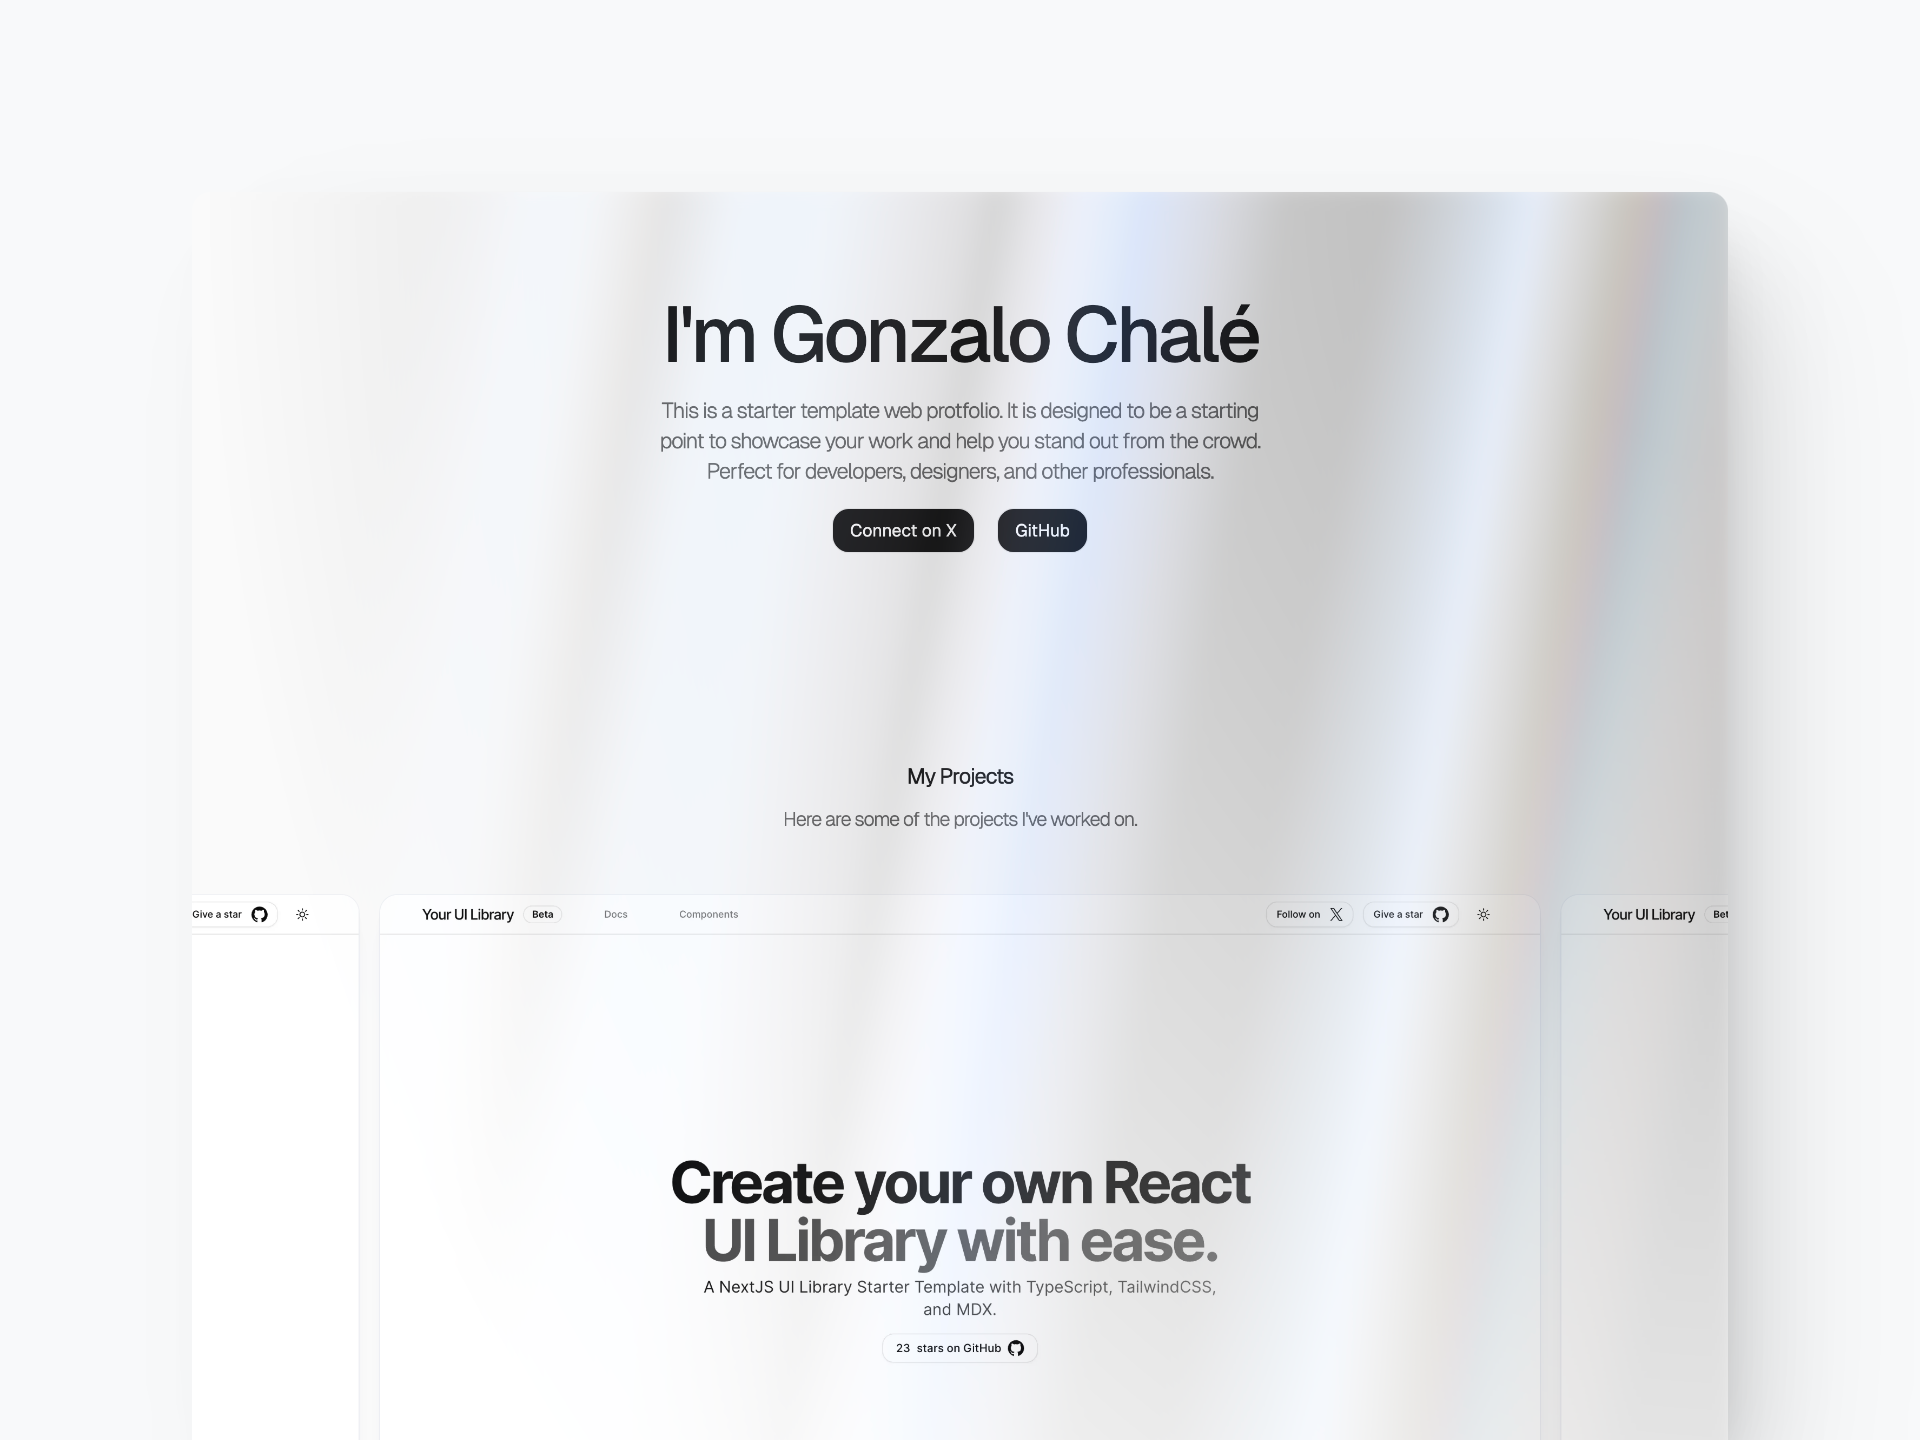 I'm Gonzalo Chalé
This is a starter template web protfolio. It is designed to be a starting
point to showcase your work and help you stand out from the crowd.
Perfect for developers, designers, and other professionals.
Connect on X GitHub
My Projects
Here are some of the projects I've worked on.
Give a star
Your UI Library Beta Docs Components Follow on Give a star
Your UI Library Bet
Create your own React
UI Library with ease.
A NextJS UI Library Starter Template with TypeScript, TailwindCSS,
and MDX.
23 stars on GitHub